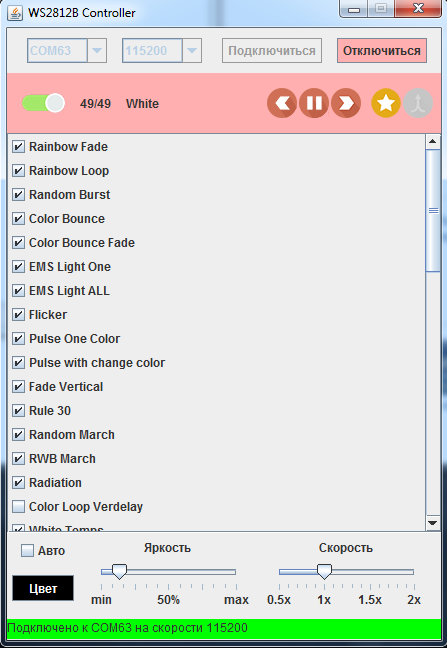 WS2812B Controller
COM63 115200 Подключиться Отключиться
49/49 White
Rainbow Fade
Rainbow Loop
Random Burst
Color Bounce
Color Bounce Fade
EMS Light One
EMS Light ALL
Flicker
Pulse One Color
Pulse with change color
Fade Vertical
Rule 30
Random March
RWB March
Radiation
Color Loop Verdelay
White Temps
Авто Яркость Скорость
Цвет
min 50% max 0.5x 1x 1.5x 2x
Подключено к COM63 на скорости 115200